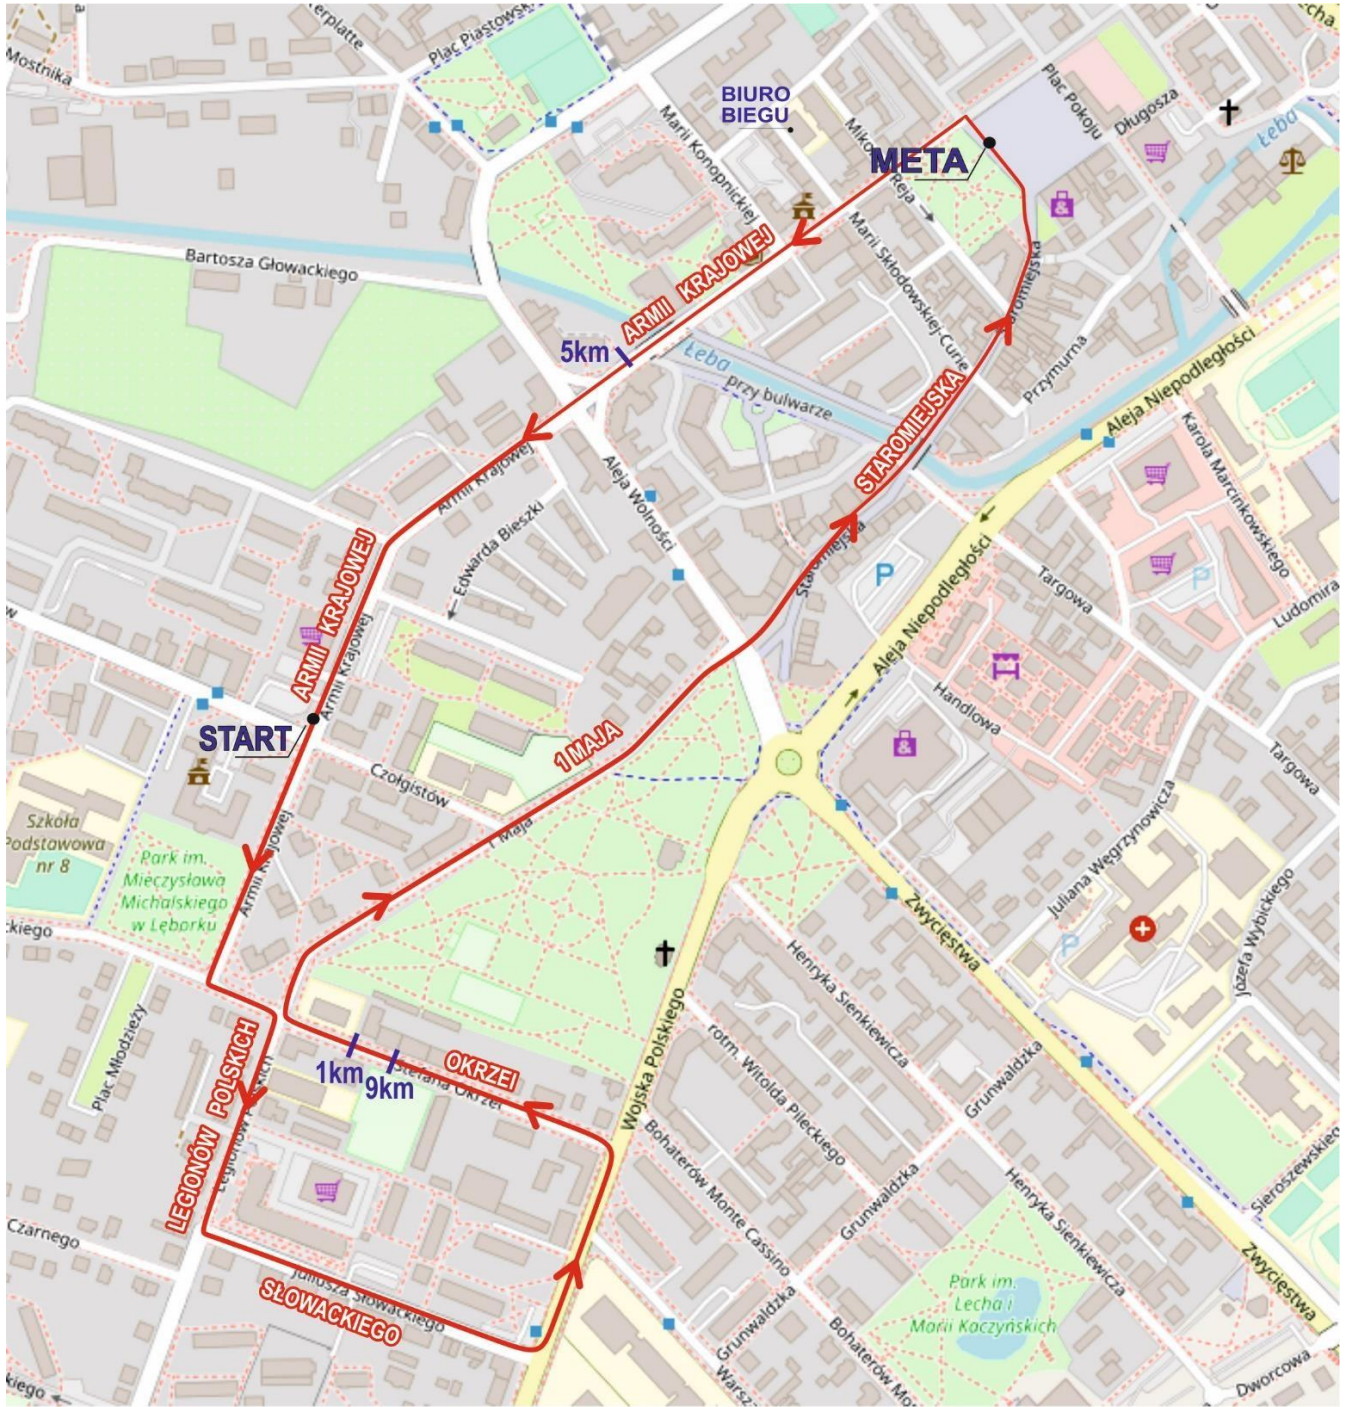 echa
Mostnika
erplatte
Plac Piastowski
BIURO
BIEGU
Plac Pokoju
Długosza
Łeba
Marii Konopnickiej
META
Bartosza Głowackiego
ARMII KRAJOWEJ
Marii Skłodowskiej-Curie
5km
Łeba
przy bulwarze
Przymurna
Aleja Niepodległości
STAROMIEJSKA
Karola Marcinkowskiego
Armii Krajowej
Aleja Wolności
Edwarda Bieszki
ARMII KRAJOWEJ
Armii Krajowej
P
P
Targowa
Ludomira
Aleja Niepodległości
Handlowa
START
1 MAJA
Czołgistów
1 Maja
Targowa
Szkoła
Podstawowa
nr 8
Park im.
Mieczysława
Michalskiego
w Lęborku
Armii Krajowej
Juliana Węgrzynowicza
Józefa Wybickiego
P
Zwycięstwa
ckiego
Henryka Sienkiewicza
Plac Młodzieży
LEGIONÓW POLSKICH
1km
9km
OKRZEI
Stefana Okrzei
Wojska Polskiego
rotm. Witolda Pileckiego
Grunwaldzka
Bohaterów Monte Cassino
Grunwaldzka
Henryka Sienkiewicza
Czarnego
Juliusza Słowackiego
SŁOWACKIEGO
Park im.
Lecha i
Marii Kaczyńskich
Grunwaldzka
Zwycięstwa
Dworcowa
kiego